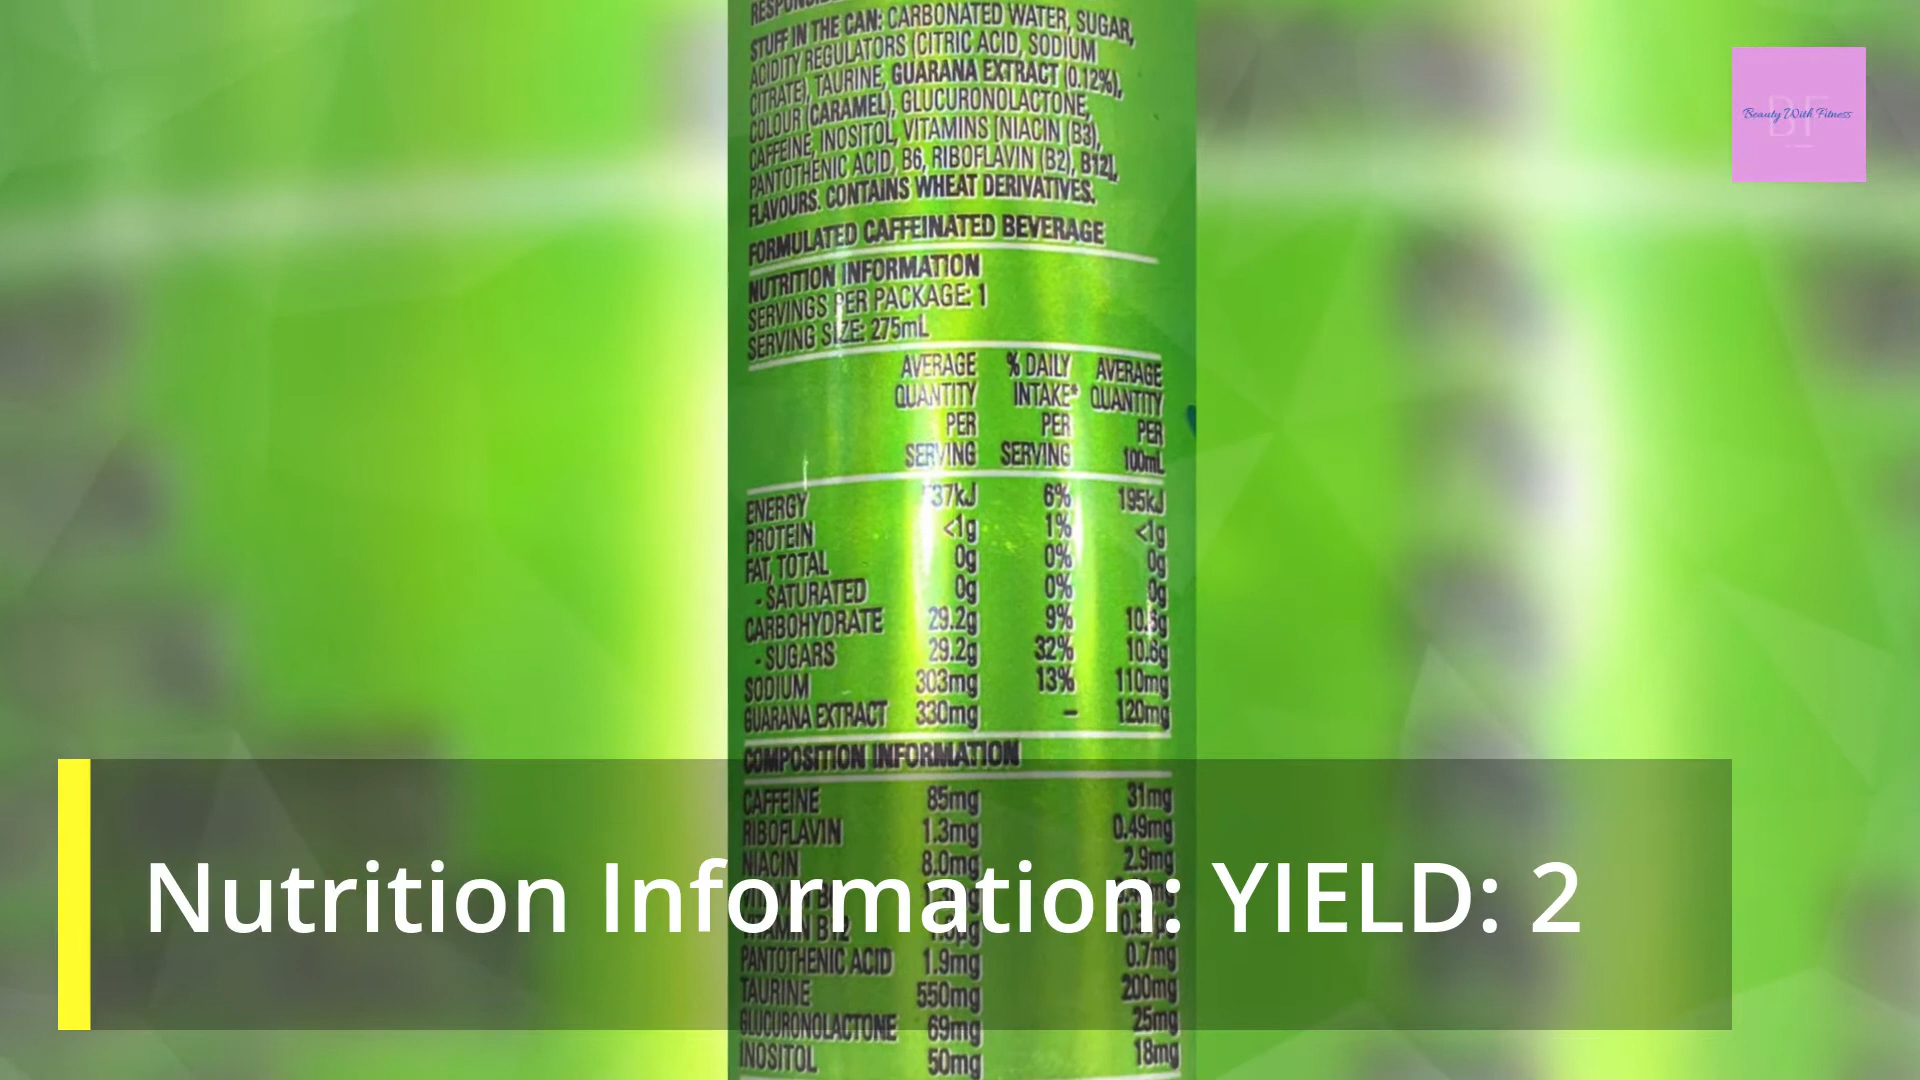 STUFF IN THE CAN: CARBONATED WATER, SUGAR,
ACIDITY REGULATORS (CITRIC ACID, SODIUM
CITRATE), TAURINE, GUARANA EXTRACT (0.12%),
COLOUR (CARAMEL), GLUCURONOLACTONE,
CAFFEINE, INOSITOL, VITAMINS [NIACIN (B3),
PANTOTHENIC ACID, B6, RIBOFLAVIN (B2), B12],
FLAVOURS. CONTAINS WHEAT DERIVATIVES.
FORMULATED CAFFEINATED BEVERAGE
NUTRITION INFORMATION
SERVINGS PER PACKAGE: 1
SERVING SIZE: 275mL
AVERAGE % DAILY AVERAGE
QUANTITY INTAKE* QUANTITY
PER PER PER
SERVING SERVING 100mL
ENERGY 6% 195kJ
PROTEIN <1g 1% <1g
FAT, TOTAL 0g 0% 0g
- SATURATED 0g 0% 0g
CARBOHYDRATE 29.2g 9% 10.6g
- SUGARS 29.2g 32% 10.6g
SODIUM 303mg 13% 110mg
GUARANA EXTRACT 330mg – 120mg
COMPOSITION INFORMATION
CAFFEINE 85mg 31mg
RIBOFLAVIN 1.3mg 0.49mg
NIACIN 8.0mg 2.9mg
PANTOTHENIC ACID 1.9mg 0.7mg
TAURINE 550mg 200mg
GLUCURONOLACTONE 69mg 25mg
INOSITOL 50mg 18mg
Nutrition Information: YIELD: 2
Beauty With Fitness
BF